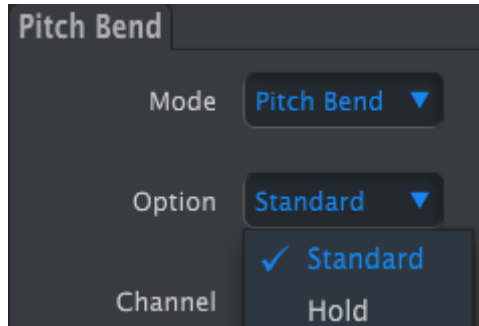 Pitch Bend
Mode Pitch Bend
Option Standard
Standard
Channel
Hold